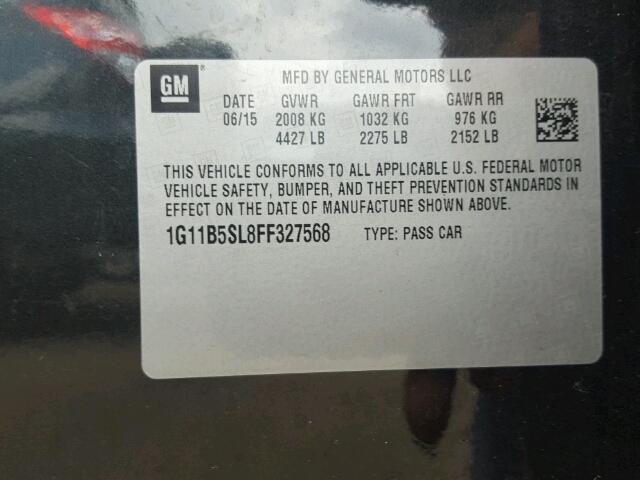 GM ® MFD BY GENERAL MOTORS LLC
DATE GVWR GAWR FRT GAWR RR
06/15 2008 KG 1032 KG 976 KG
4427 LB 2275 LB 2152 LB
THIS VEHICLE CONFORMS TO ALL APPLICABLE U.S. FEDERAL MOTOR
VEHICLE SAFETY, BUMPER, AND THEFT PREVENTION STANDARDS IN
EFFECT ON THE DATE OF MANUFACTURE SHOWN ABOVE.
1G11B5SL8FF327568 TYPE: PASS CAR